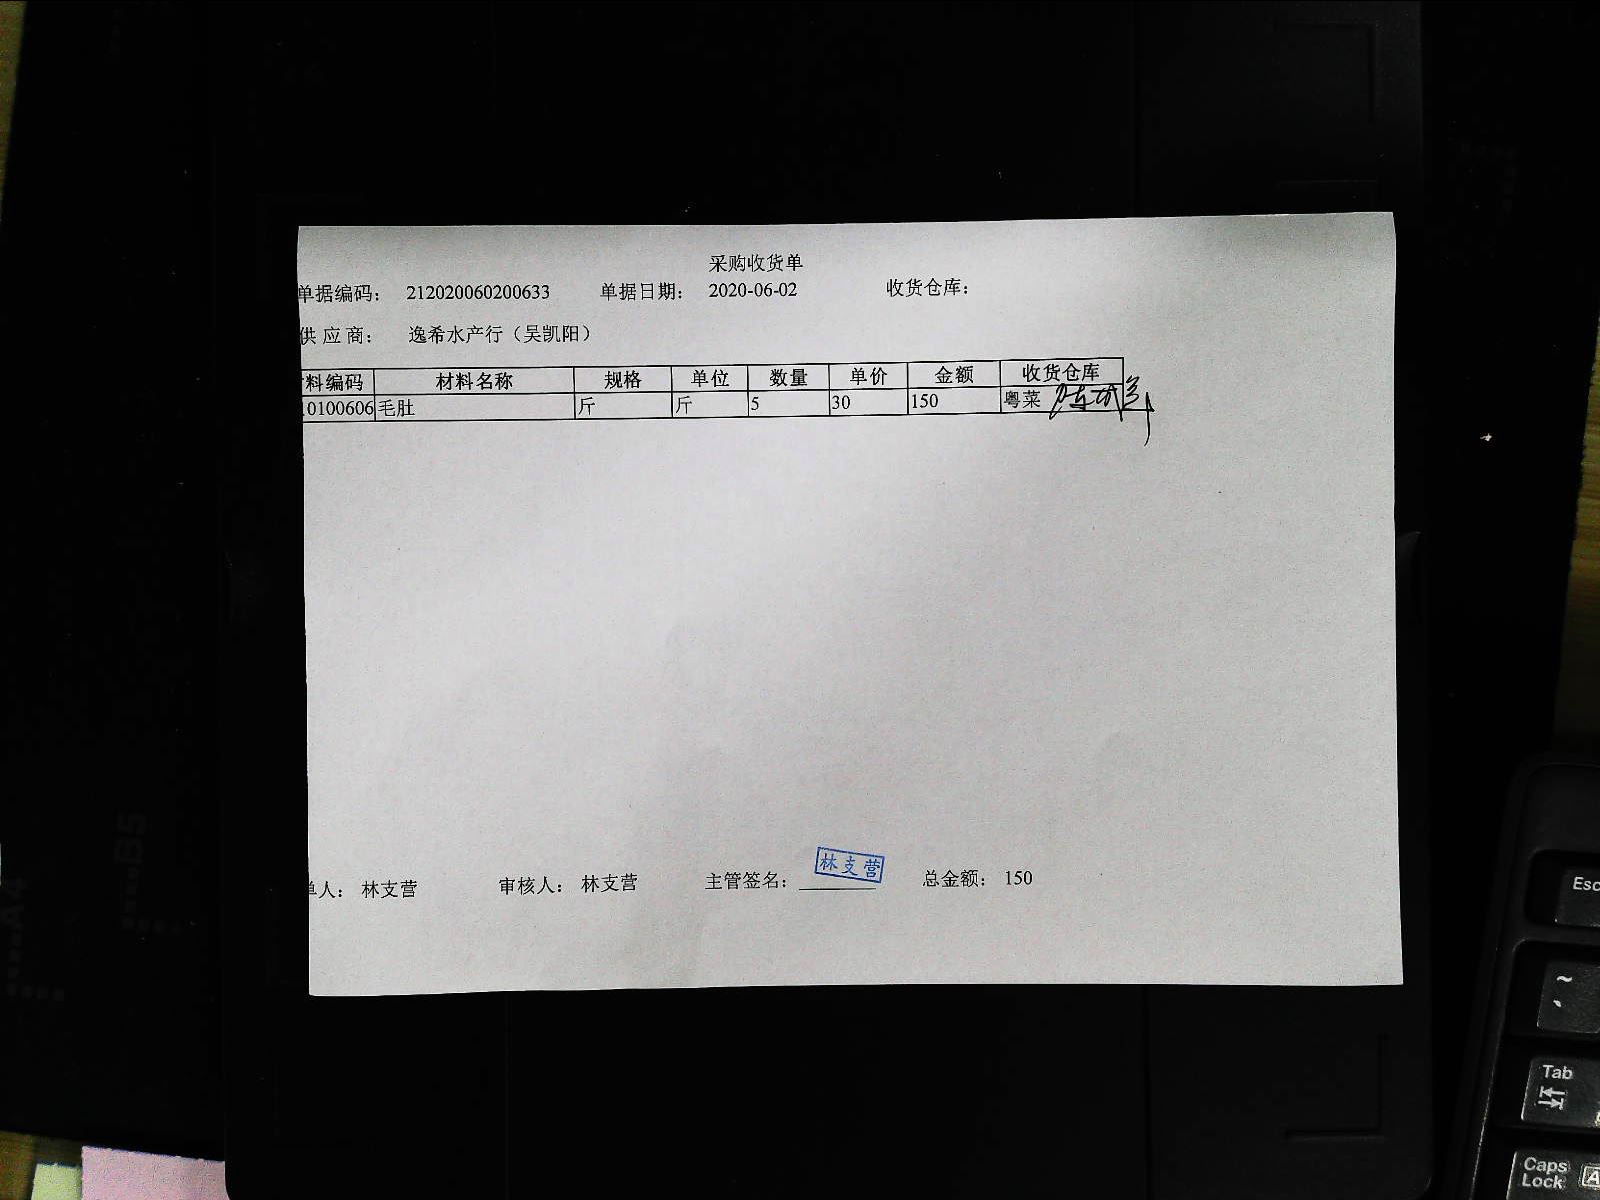 采购收货单
单据编码: 212020060200633 单据日期: 2020-06-02 收货仓库:
供 应 商: 逸希水产行（吴凯阳）
料编码 材料名称 规格 单位 数量 单价 金额 收货仓库
0100606 毛肚 斤 斤 5 30 150 粤菜
单人: 林支营 审核人: 林支营 主管签名: 林支营 总金额: 150
B5
A4
Esc
~
Tab
Caps Lock
A